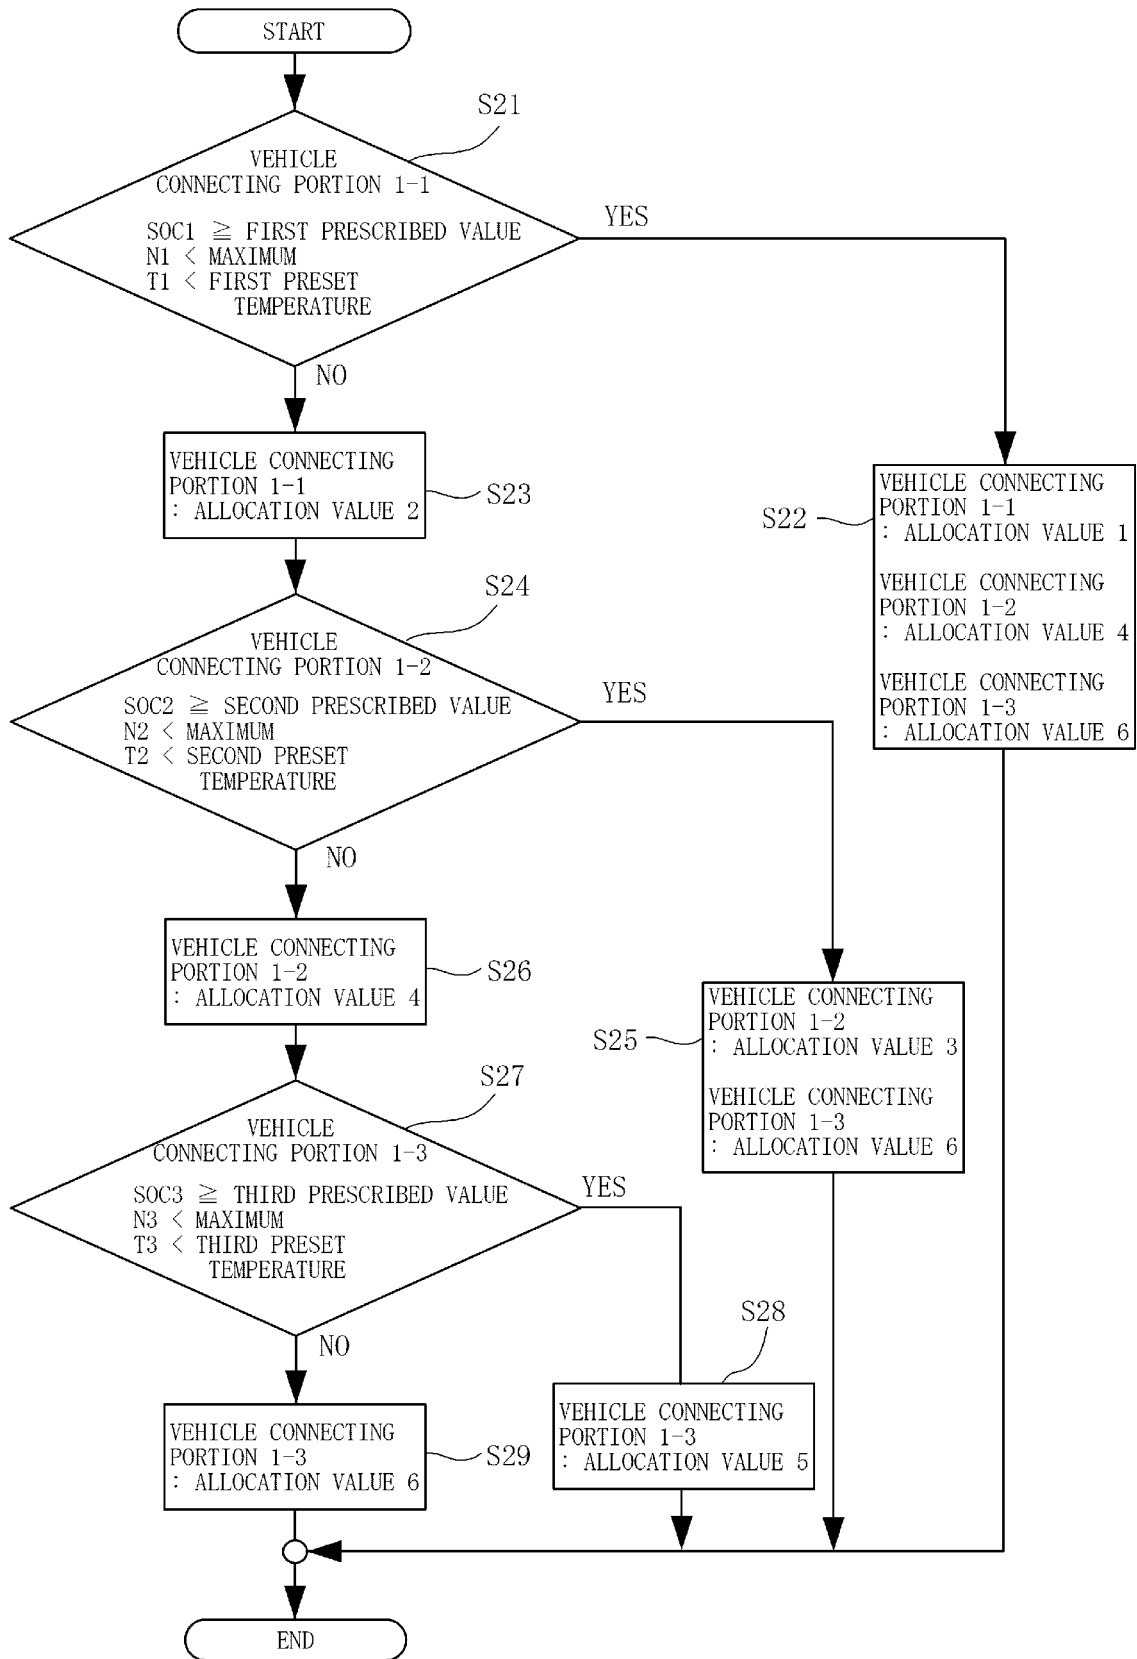 START
S21
VEHICLE
CONNECTING PORTION 1-1
SOC1 ≧ FIRST PRESCRIBED VALUE
N1 < MAXIMUM
T1 < FIRST PRESET
TEMPERATURE
YES
NO
VEHICLE CONNECTING
PORTION 1-1
: ALLOCATION VALUE 2
S23
S22
VEHICLE CONNECTING
PORTION 1-1
: ALLOCATION VALUE 1
VEHICLE CONNECTING
PORTION 1-2
: ALLOCATION VALUE 4
VEHICLE CONNECTING
PORTION 1-3
: ALLOCATION VALUE 6
S24
VEHICLE
CONNECTING PORTION 1-2
SOC2 ≧ SECOND PRESCRIBED VALUE
N2 < MAXIMUM
T2 < SECOND PRESET
TEMPERATURE
YES
NO
VEHICLE CONNECTING
PORTION 1-2
: ALLOCATION VALUE 4
S26
S25
VEHICLE CONNECTING
PORTION 1-2
: ALLOCATION VALUE 3
VEHICLE CONNECTING
PORTION 1-3
: ALLOCATION VALUE 6
S27
VEHICLE
CONNECTING PORTION 1-3
SOC3 ≧ THIRD PRESCRIBED VALUE
N3 < MAXIMUM
T3 < THIRD PRESET
TEMPERATURE
YES
NO
S28
VEHICLE CONNECTING
PORTION 1-3
: ALLOCATION VALUE 5
VEHICLE CONNECTING
PORTION 1-3
: ALLOCATION VALUE 6
S29
END